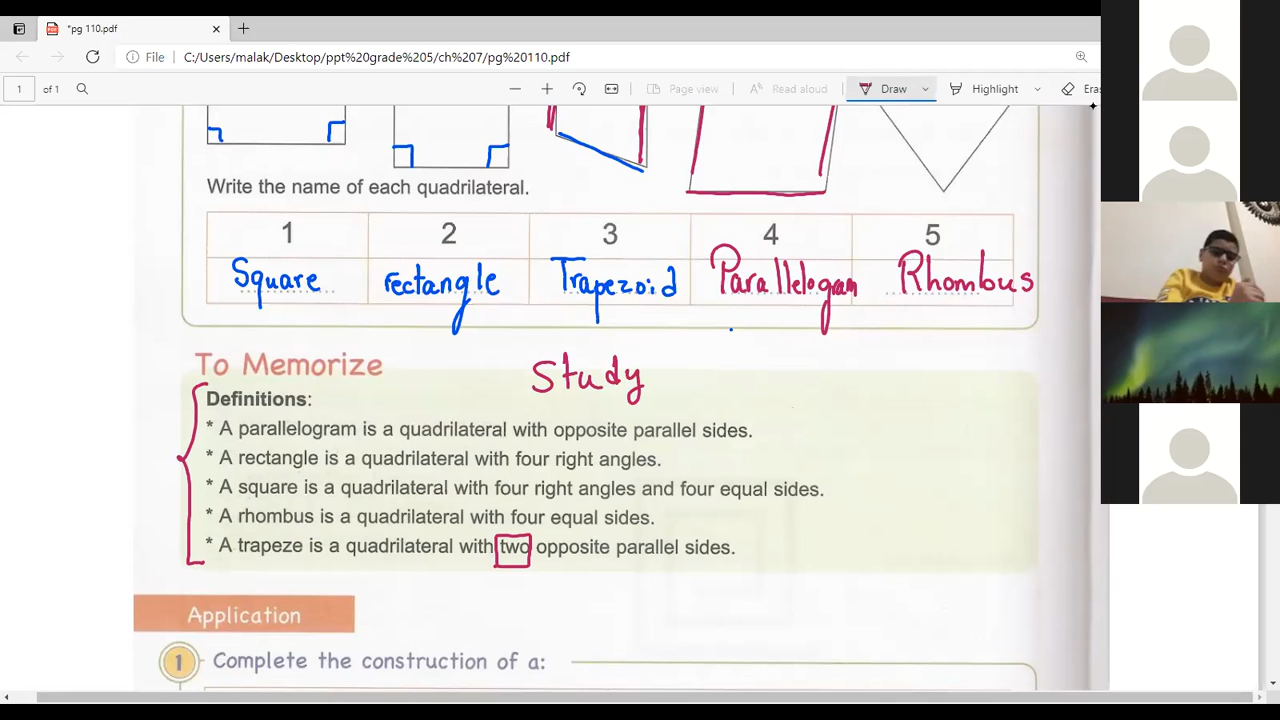 *pg 110.pdf
File C:/Users/malak/Desktop/ppt%20grade%205/ch%207/pg%20110.pdf
1 of 1 Page view Read aloud Draw Highlight Era
Write the name of each quadrilateral.
1 2 3 4 5
Square rectangle Trapezoid Parallelogram Rhombus
To Memorize
Study
Definitions:
* A parallelogram is a quadrilateral with opposite parallel sides.
* A rectangle is a quadrilateral with four right angles.
* A square is a quadrilateral with four right angles and four equal sides.
* A rhombus is a quadrilateral with four equal sides.
* A trapeze is a quadrilateral with two opposite parallel sides.
Application
1 Complete the construction of a: